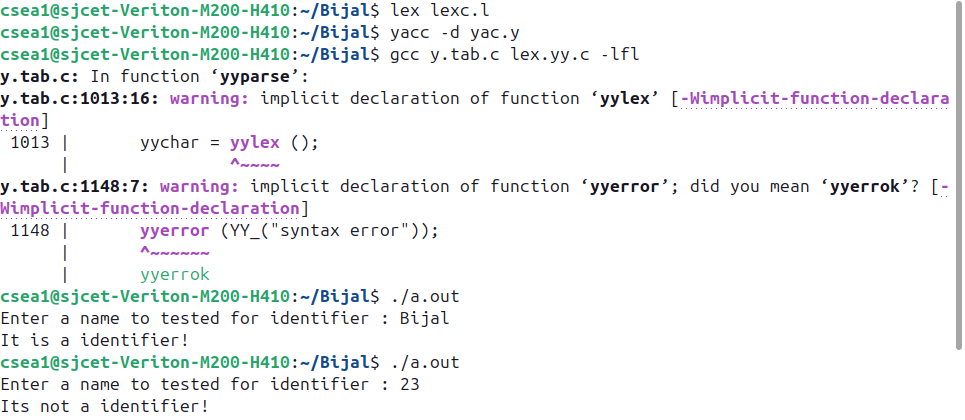 csea1@sjcet-Veriton-M200-H410:~/Bijal$ lex lexc.l
csea1@sjcet-Veriton-M200-H410:~/Bijal$ yacc -d yac.y
csea1@sjcet-Veriton-M200-H410:~/Bijal$ gcc y.tab.c lex.yy.c -lfl
y.tab.c: In function ‘yyparse’:
y.tab.c:1013:16: warning: implicit declaration of function ‘yylex’ [-Wimplicit-function-declara
tion]
 1013 |       yychar = yylex ();
      |                ^~~~~
y.tab.c:1148:7: warning: implicit declaration of function ‘yyerror’; did you mean ‘yyerrok’? [-
Wimplicit-function-declaration]
 1148 |       yyerror (YY_("syntax error"));
      |       ^~~~~~~
      |       yyerrok
csea1@sjcet-Veriton-M200-H410:~/Bijal$ ./a.out
Enter a name to tested for identifier : Bijal
It is a identifier!
csea1@sjcet-Veriton-M200-H410:~/Bijal$ ./a.out
Enter a name to tested for identifier : 23
Its not a identifier!